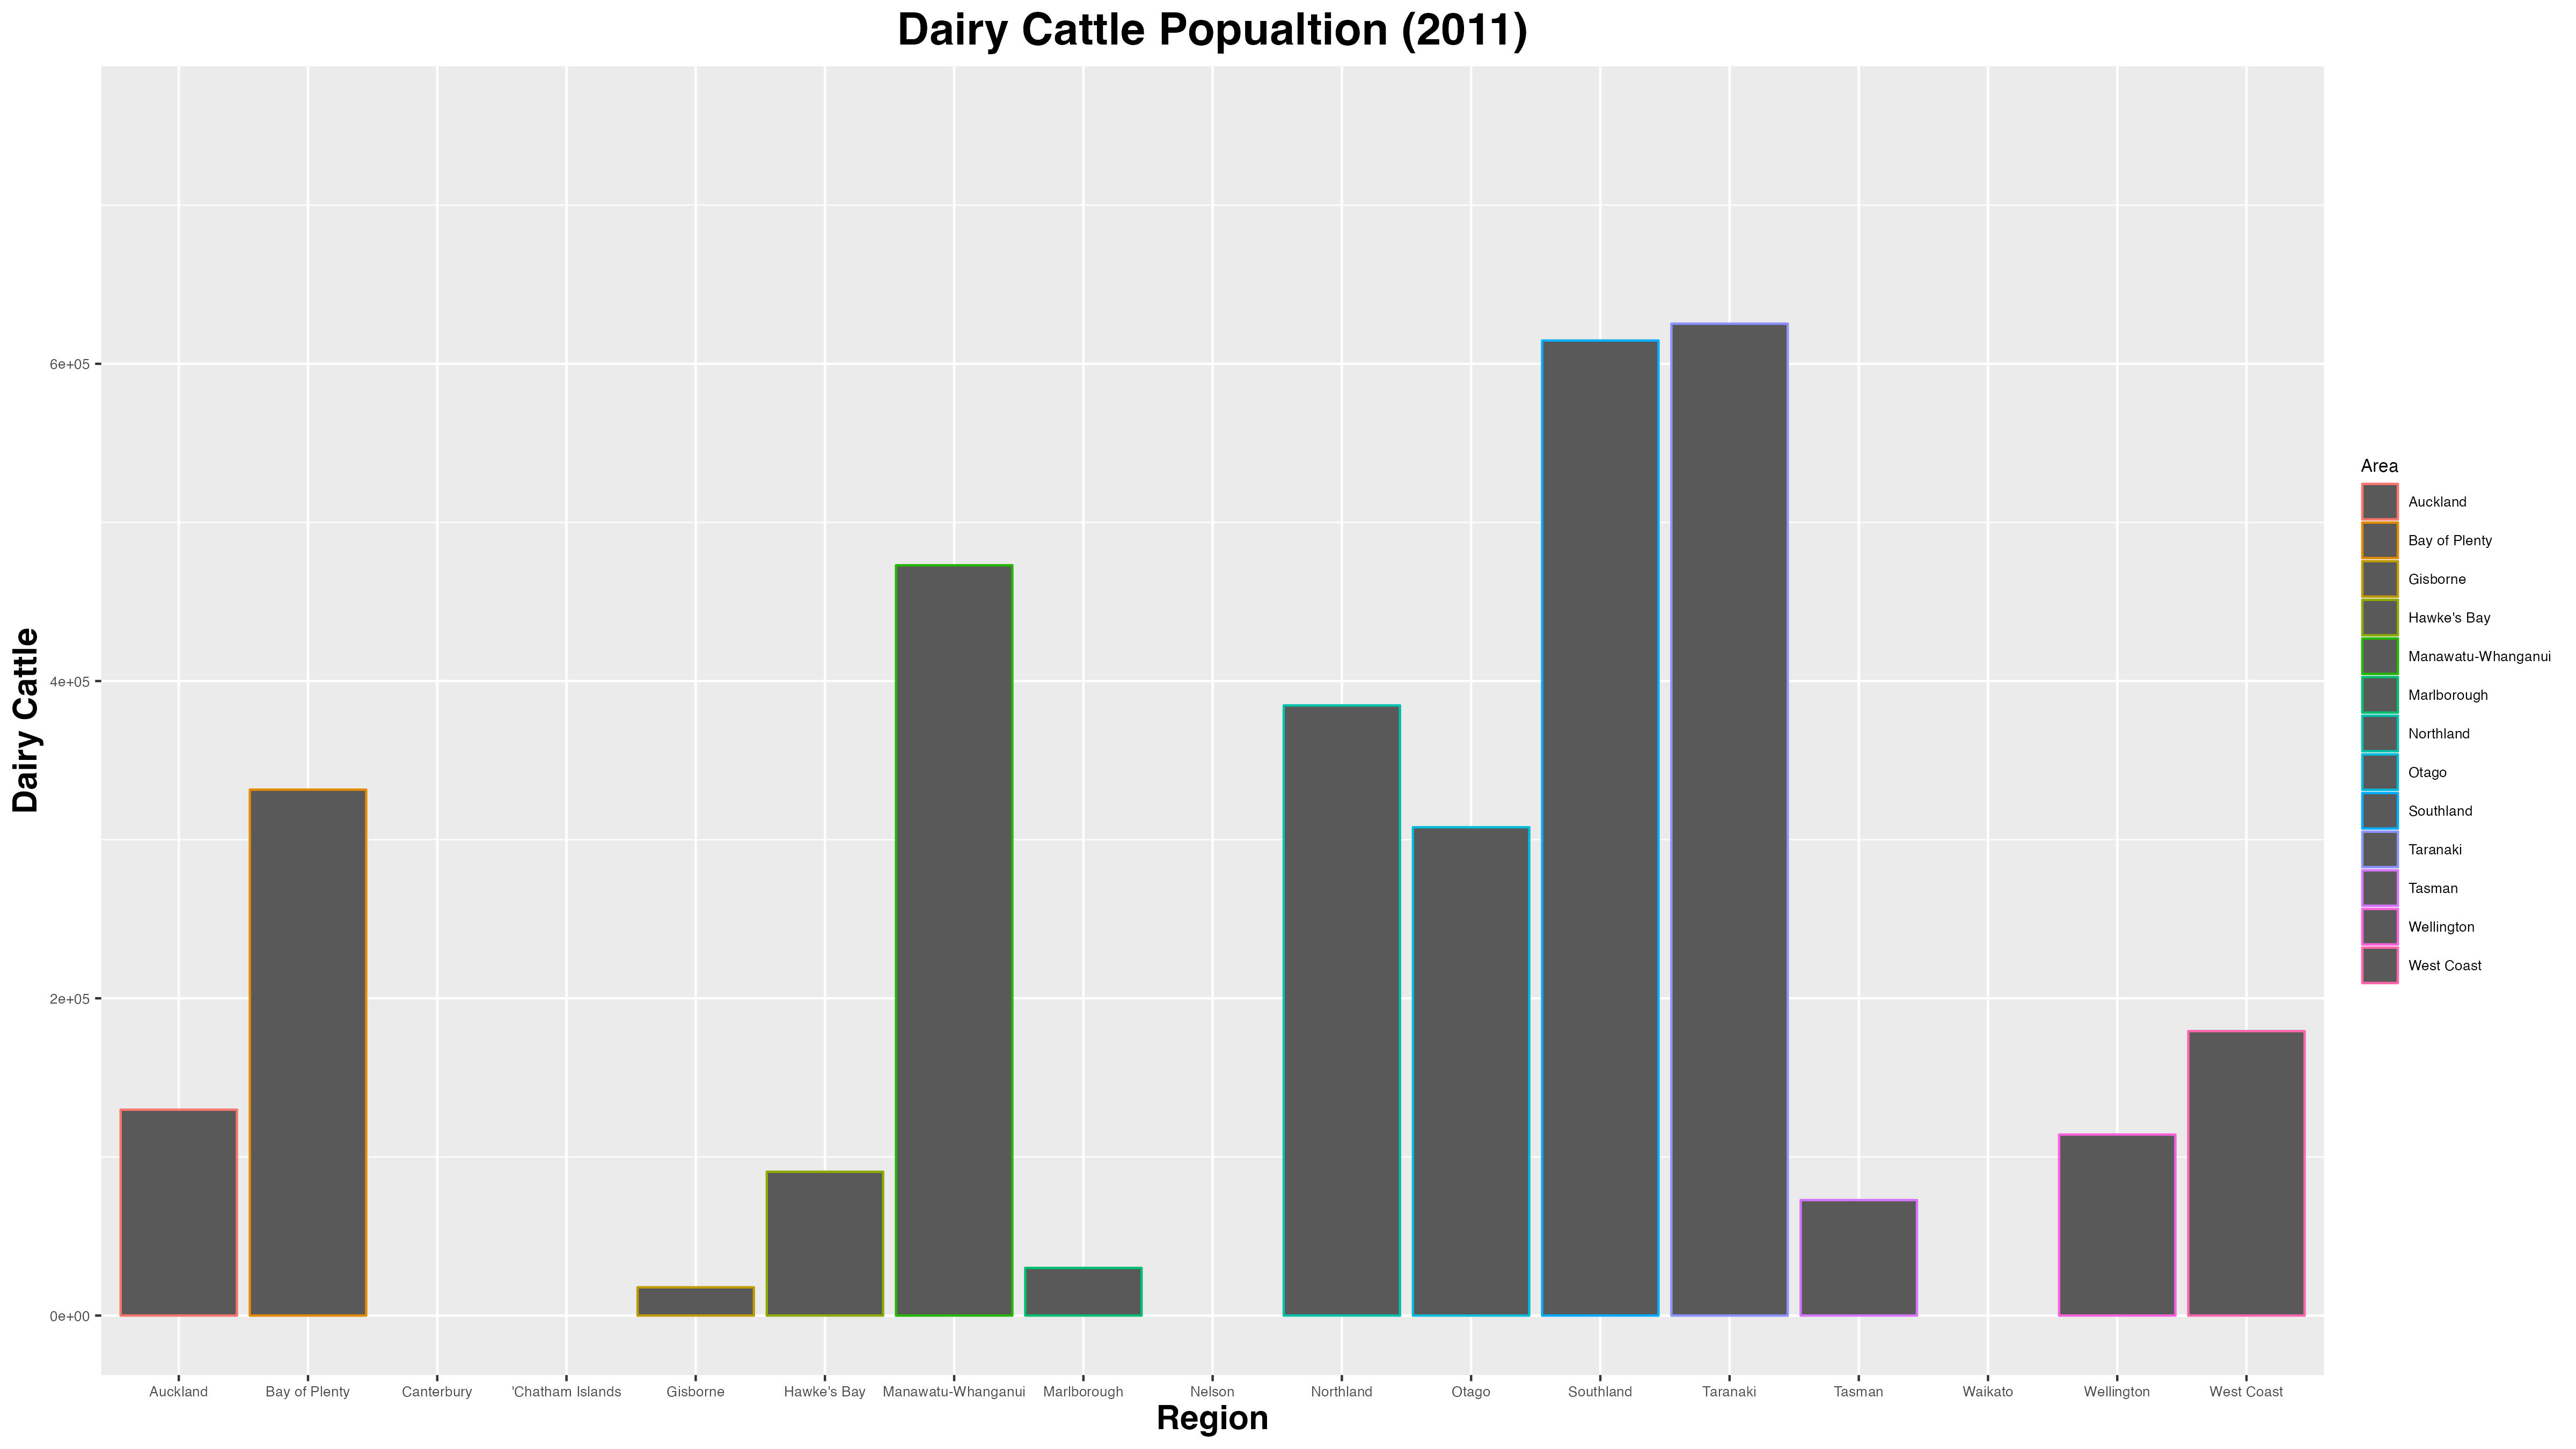 Dairy Cattle Popualtion (2011)
Dairy Cattle
6e+05
4e+05
2e+05
0e+00
Auckland
Bay of Plenty
Canterbury
'Chatham Islands
Gisborne
Hawke's Bay
Manawatu-Whanganui
Marlborough
Nelson
Northland
Otago
Southland
Taranaki
Tasman
Waikato
Wellington
West Coast
Region
Area
Auckland
Bay of Plenty
Gisborne
Hawke's Bay
Manawatu-Whanganui
Marlborough
Northland
Otago
Southland
Taranaki
Tasman
Wellington
West Coast